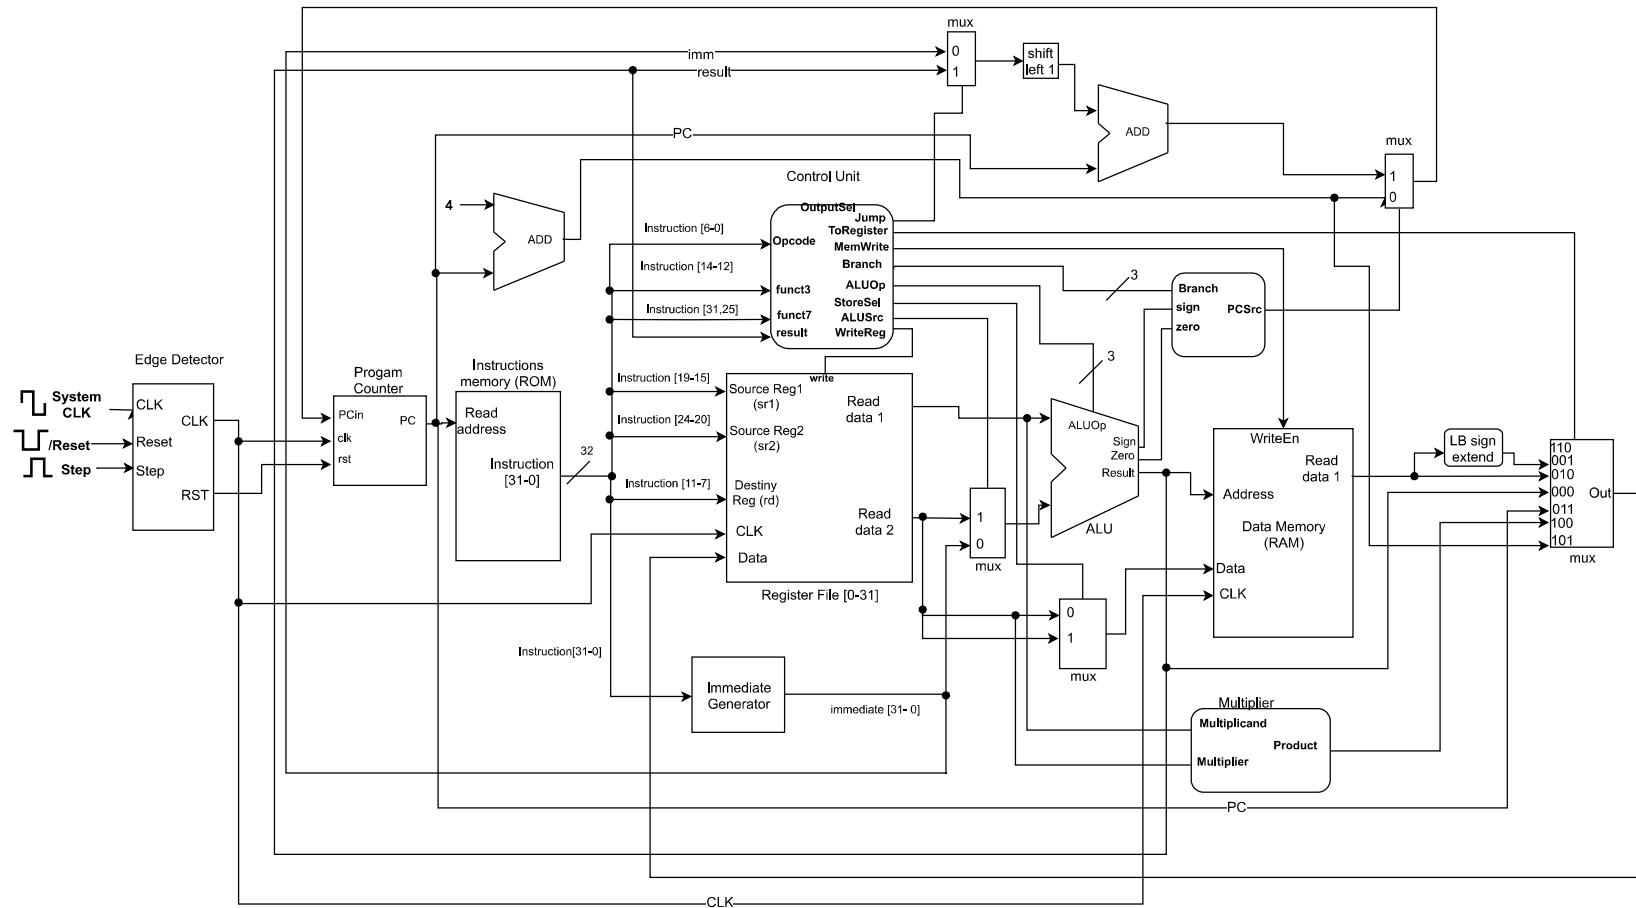 mux
imm
0
result
1
shift
left 1
PC
ADD
mux
1
0
Control Unit
4
ADD
OutputSel
Jump
ToRegister
MemWrite
Branch
ALUOp
StoreSel
ALUSrc
WriteReg
Opcode
funct3
funct7
result
Instruction [6-0]
Instruction [14-12]
Instruction [31,25]
3
Branch
sign
zero
PCSrc
3
Edge Detector
System
CLK
/Reset
Step
CLK
Reset
Step
CLK
RST
Progam
Counter
PCin
clk
rst
PC
Instructions
memory (ROM)
Read
address
Instruction
[31-0]
32
Instruction [19-15]
Instruction [24-20]
Instruction [11-7]
write
Source Reg1
(sr1)
Source Reg2
(sr2)
Destiny
Reg (rd)
CLK
Data
Read
data 1
Read
data 2
Register File [0-31]
1
0
mux
ALUOp
Sign
Zero
Result
ALU
WriteEn
Read
data 1
Address
Data Memory
(RAM)
Data
CLK
LB sign
extend
110
001
010
000
011
100
101
Out
mux
0
1
mux
Instruction[31-0]
Immediate
Generator
immediate [31- 0]
Multiplier
Multiplicand
Product
Multiplier
PC
CLK